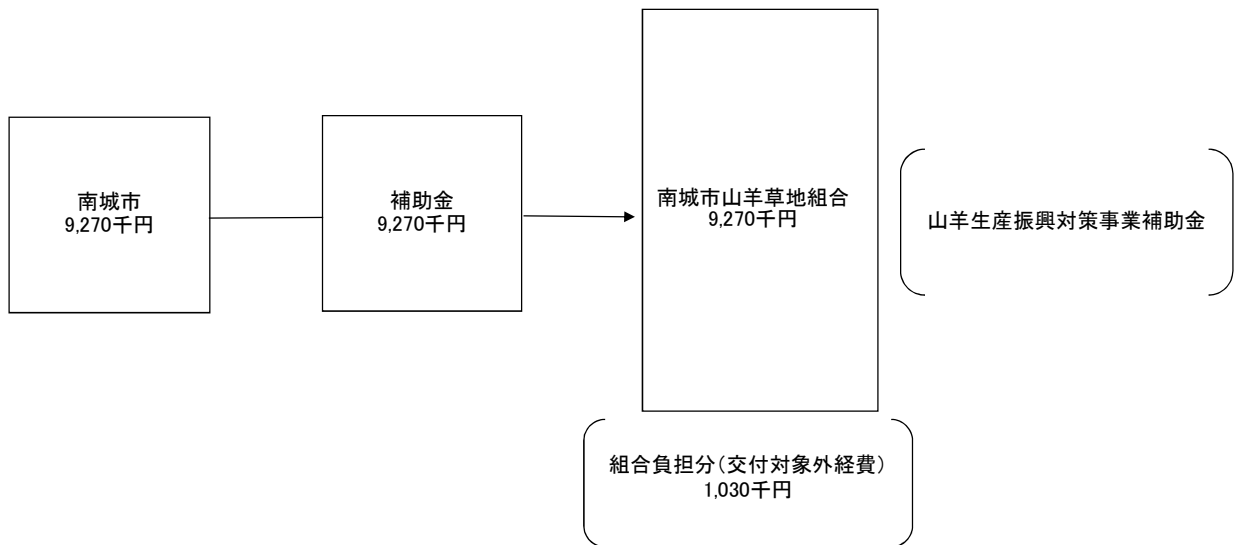 南城市
9,270千円
補助金
9,270千円
南城市山羊草地組合
9,270千円
山羊生産振興対策事業補助金
組合負担分(交付対象外経費)
1,030千円